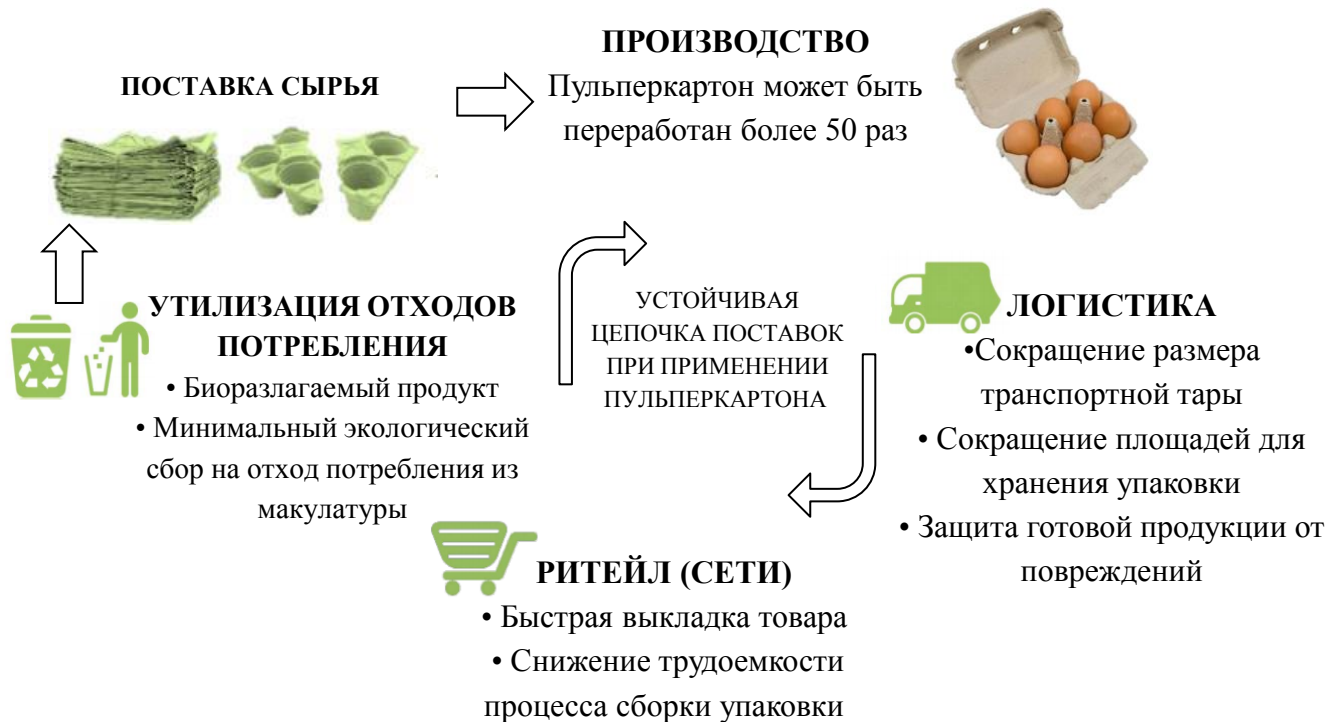 ПОСТАВКА СЫРЬЯ
ПРОИЗВОДСТВО
Пульперкартон может быть
переработан более 50 раз
УТИЛИЗАЦИЯ ОТХОДОВ
ПОТРЕБЛЕНИЯ
• Биоразлагаемый продукт
• Минимальный экологический
сбор на отход потребления из
макулатуры
УСТОЙЧИВАЯ
ЦЕПОЧКА ПОСТАВОК
ПРИ ПРИМЕНЕНИИ
ПУЛЬПЕРКАРТОНА
ЛОГИСТИКА
•Сокращение размера
транспортной тары
• Сокращение площадей для
хранения упаковки
• Защита готовой продукции от
повреждений
РИТЕЙЛ (СЕТИ)
• Быстрая выкладка товара
• Снижение трудоемкости
процесса сборки упаковки